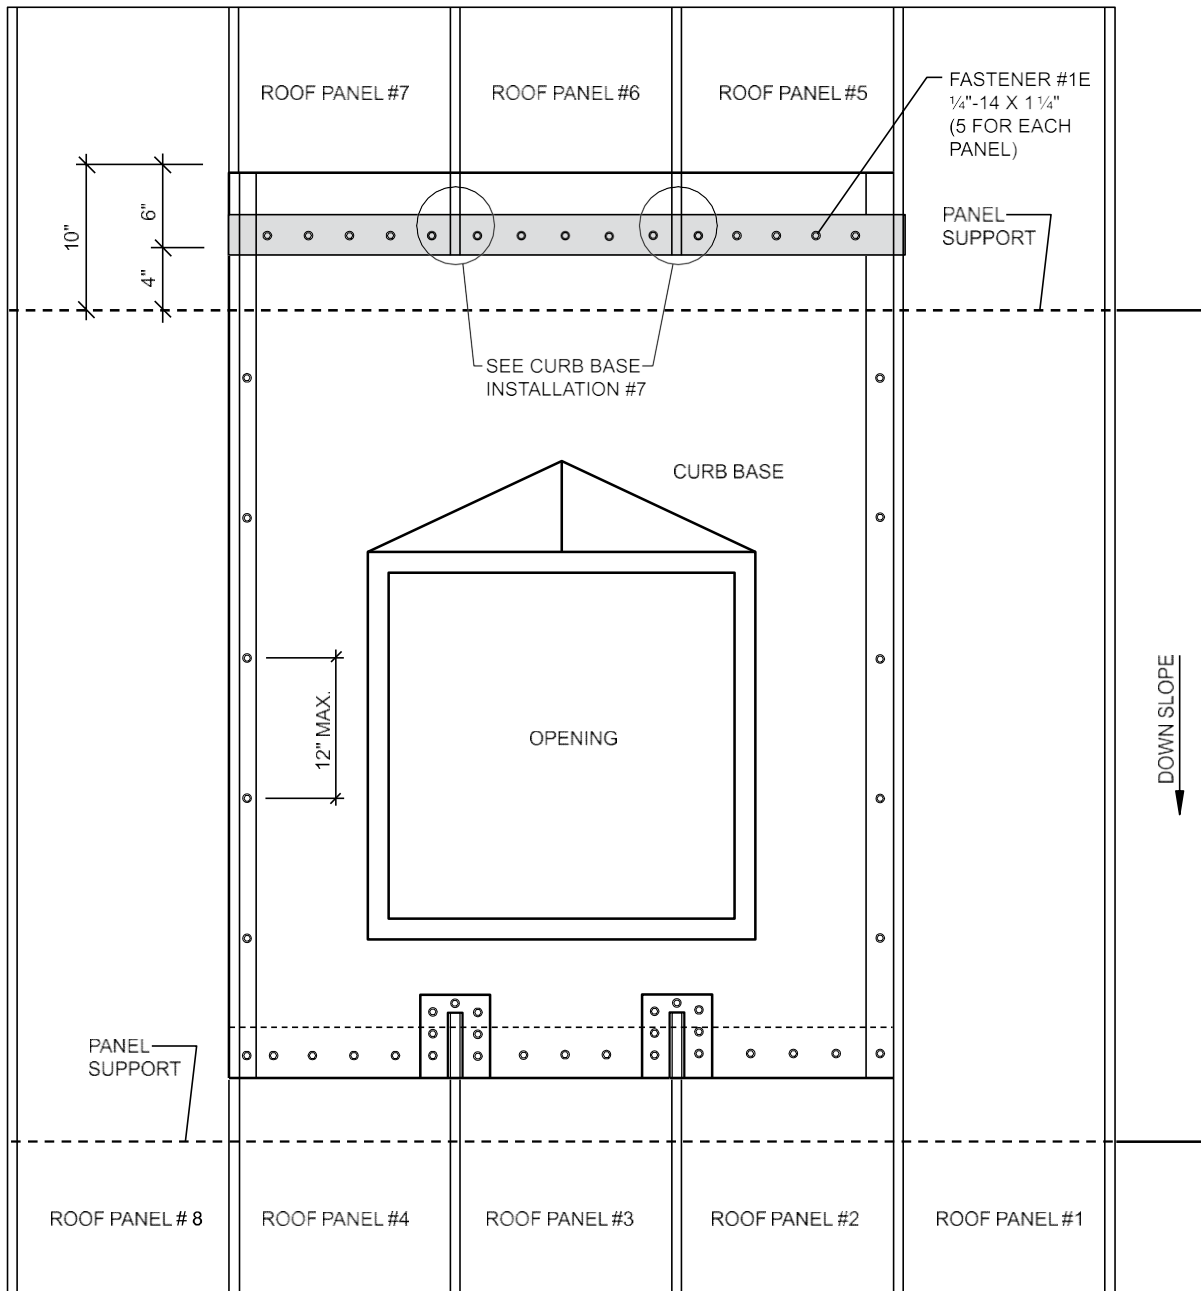 ROOF PANEL #7
ROOF PANEL #6
ROOF PANEL #5
FASTENER #1E
¼"-14 X 1 ¼"
(5 FOR EACH
PANEL)
10"
6"
4"
PANEL
SUPPORT
SEE CURB BASE
INSTALLATION #7
CURB BASE
12" MAX.
OPENING
DOWN SLOPE
PANEL
SUPPORT
ROOF PANEL # 8
ROOF PANEL #4
ROOF PANEL #3
ROOF PANEL #2
ROOF PANEL #1